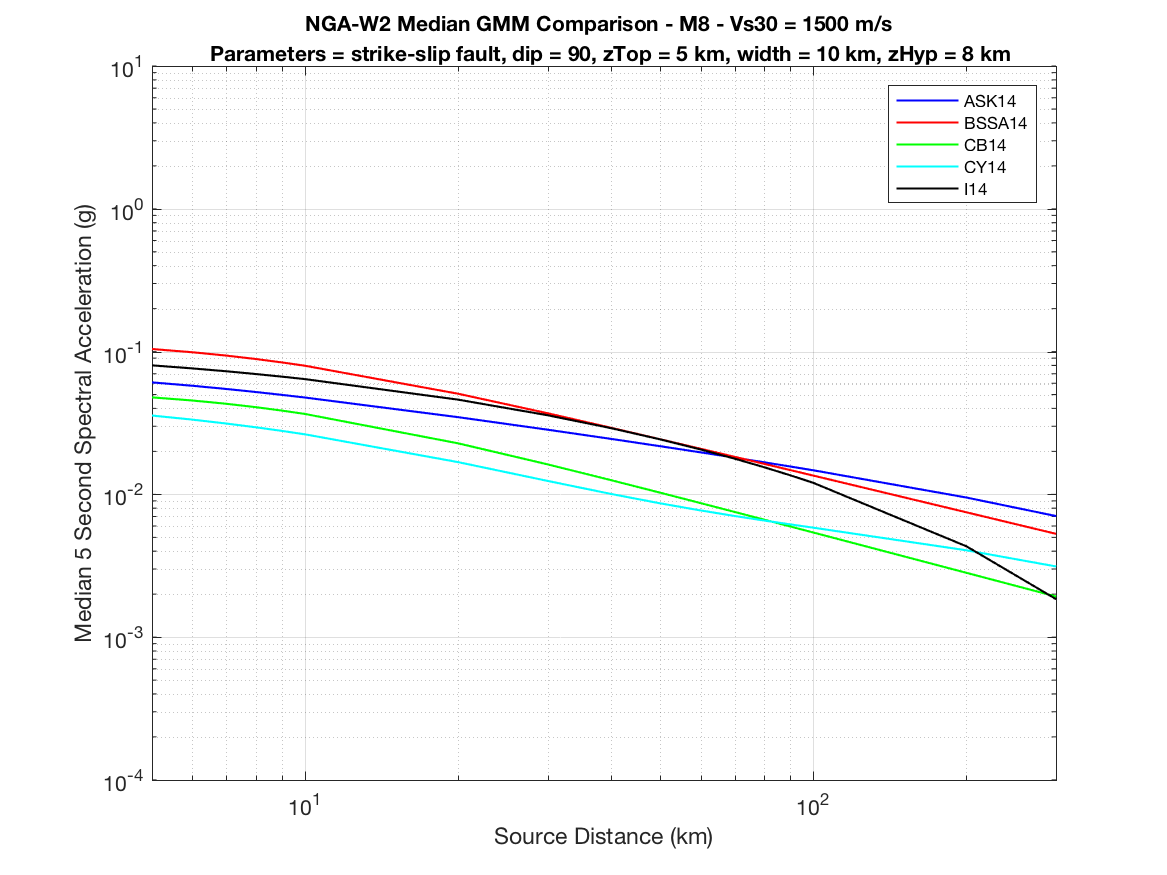 NGA-W2 Median GMM Comparison - M8 - Vs30 = 1500 m/s
Parameters = strike-slip fault, dip = 90, zTop = 5 km, width = 10 km, zHyp = 8 km
10^1
10^0
10^-1
10^-2
10^-3
10^-4
Median 5 Second Spectral Acceleration (g)
ASK14
BSSA14
CB14
CY14
I14
10^1
10^2
Source Distance (km)